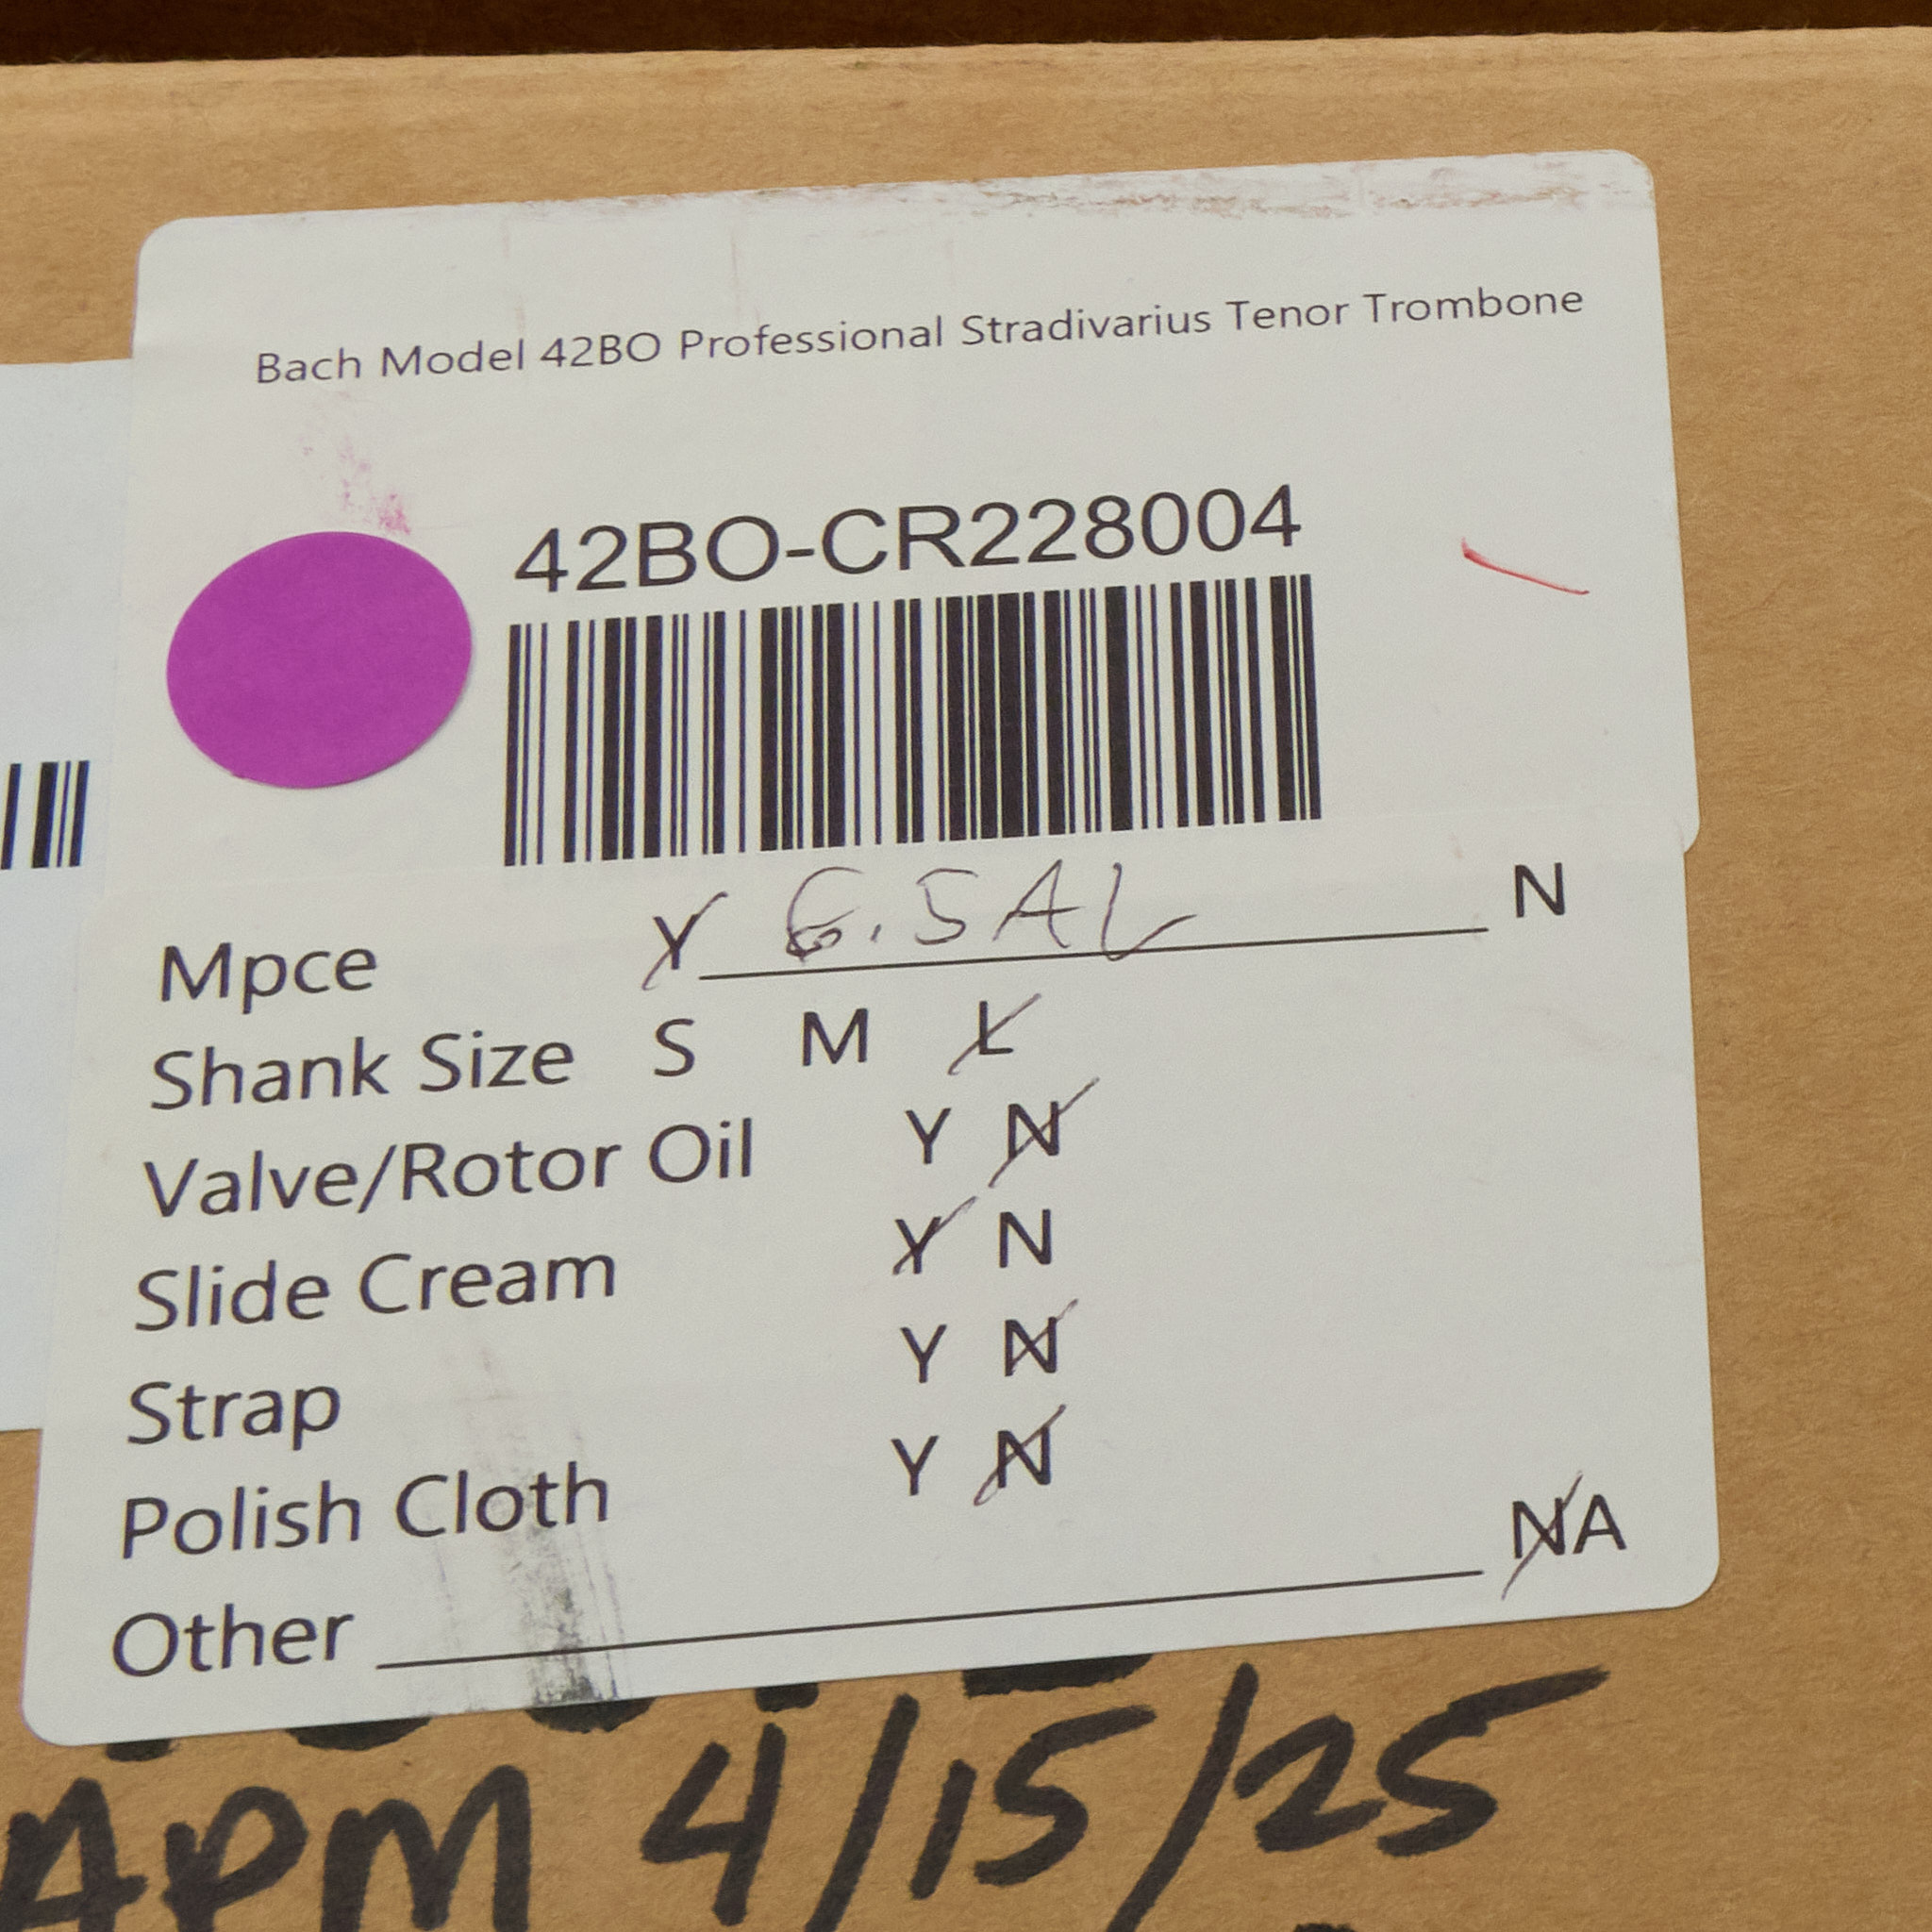 Bach Model 42BO Professional Stradivarius Tenor Trombone
42BO-CR228004
Mpce Y 6.5AL N
Shank Size S M L
Valve/Rotor Oil Y N
Slide Cream Y N
Strap Y N
Polish Cloth Y N
Other NA
APM 4/15/25